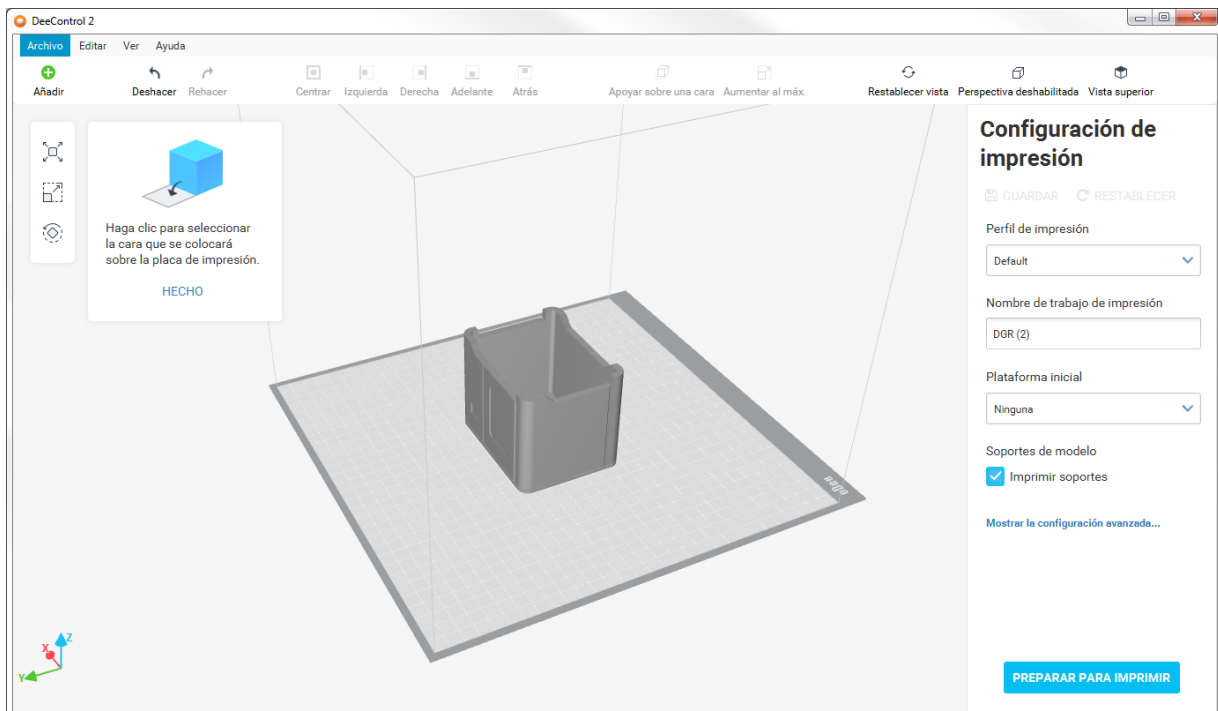 DeeControl 2
Archivo Editar Ver Ayuda
Añadir Deshacer Rehacer Centrar Izquierda Derecha Adelante Atrás Apoyar sobre una cara Aumentar al máx. Restablecer vista Perspectiva deshabilitada Vista superior
Haga clic para seleccionar
la cara que se colocará
sobre la placa de impresión.
HECHO
Configuración de
impresión
GUARDAR RESTABLECER
Perfil de impresión
Default
Nombre de trabajo de impresión
DGR (2)
Plataforma inicial
Ninguna
Soportes de modelo
Imprimir soportes
Mostrar la configuración avanzada...
PREPARAR PARA IMPRIMIR
X Z
Y